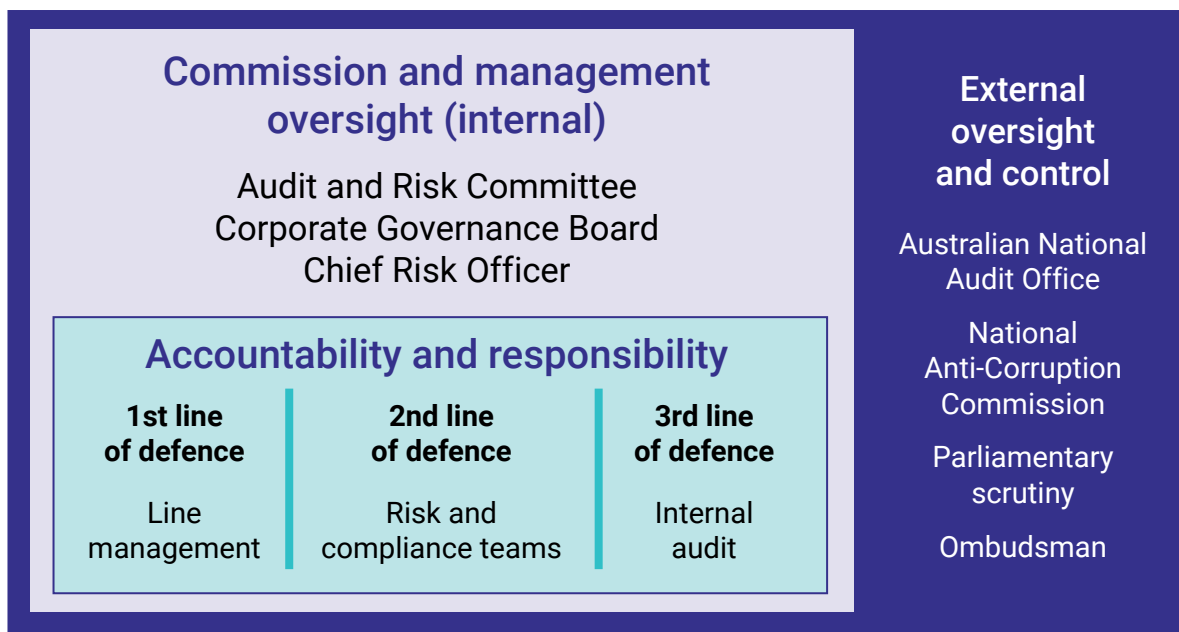 Commission and management
oversight (internal)
Audit and Risk Committee
Corporate Governance Board
Chief Risk Officer
Accountability and responsibility
1st line
of defence
Line
management
2nd line
of defence
Risk and
compliance teams
3rd line
of defence
Internal
audit
External
oversight
and control
Australian National
Audit Office
National
Anti-Corruption
Commission
Parliamentary
scrutiny
Ombudsman